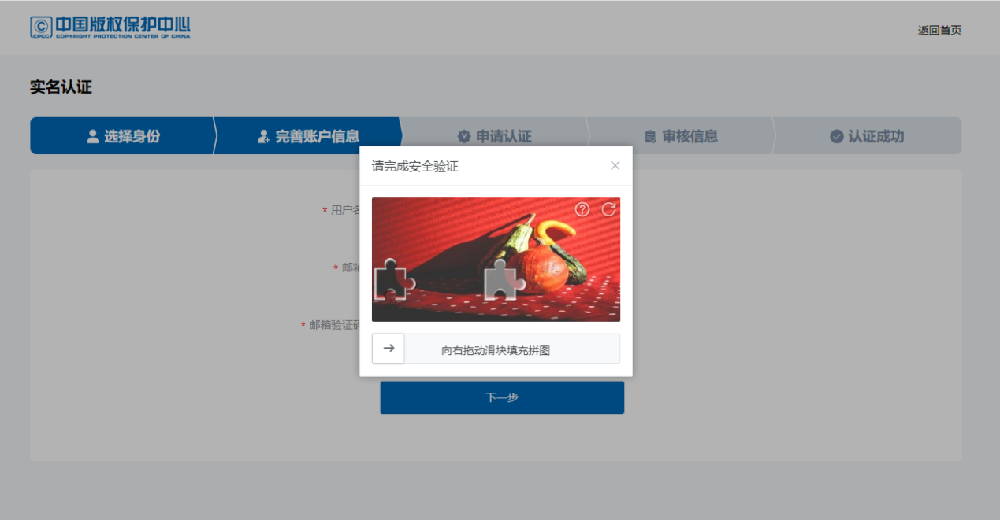 中国版权保护中心
CPCC COPYRIGHT PROTECTION CENTER OF CHINA
返回首页
实名认证
选择身份
完善账户信息
申请认证
审核信息
认证成功
请完成安全验证
* 用户名
* 邮箱
* 邮箱验证码
向右拖动滑块填充拼图
下一步